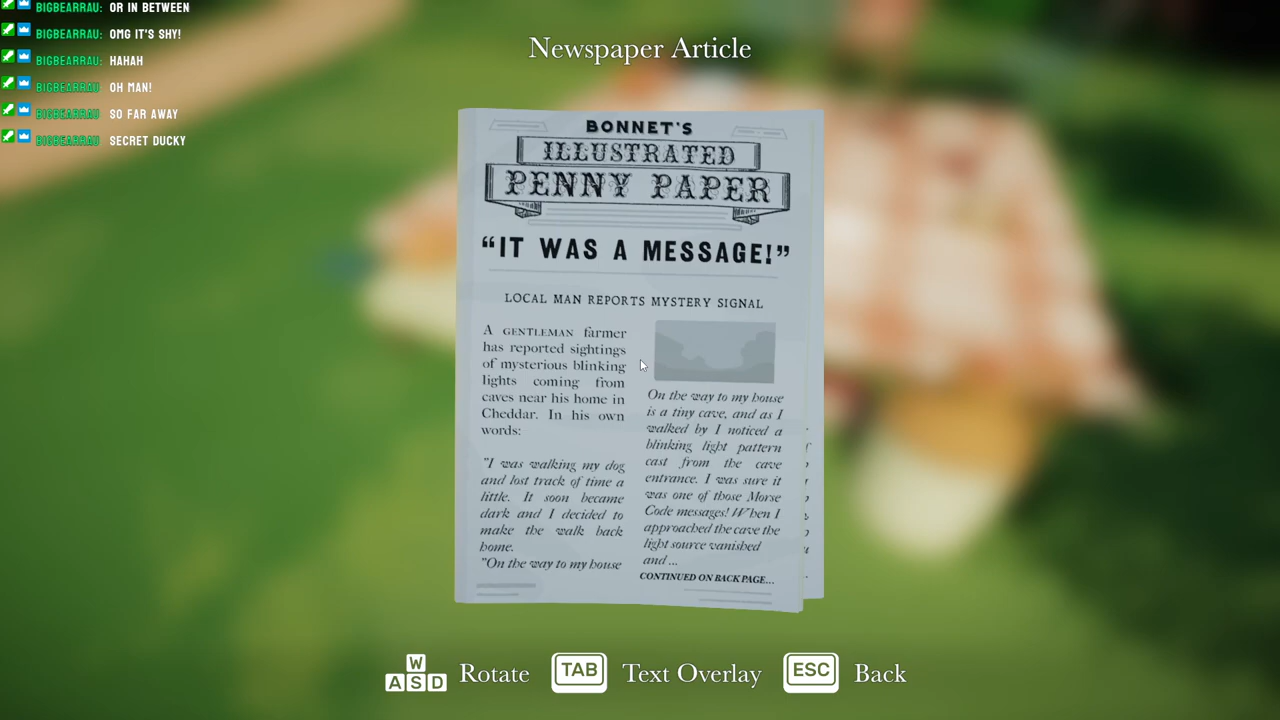 BIGBEARRAU: OR IN BETWEEN
BIGBEARRAU: OMG IT'S SHY!
BIGBEARRAU: HAHAH
BIGBEARRAU: OH MAN!
BIGBEARRAU: SO FAR AWAY
BIGBEARRAU: SECRET DUCKY
Newspaper Article
BONNET'S
ILLUSTRATED
PENNY PAPER
“IT WAS A MESSAGE!”
LOCAL MAN REPORTS MYSTERY SIGNAL
A GENTLEMAN farmer
has reported sightings
of mysterious blinking
lights coming from
caves near his home in
Cheddar. In his own
words:
"I was walking my dog
and lost track of time a
little. It soon became
dark and I decided to
make the walk back
home.
"On the way to my house
On the way to my house
is a tiny cave, and as I
walked by I noticed a
blinking light pattern
cast from the cave
entrance. I was sure it
was one of those Morse
Code messages! When I
approached the cave the
light source vanished
and ...
CONTINUED ON BACK PAGE...
W
A S D Rotate
TAB Text Overlay
ESC Back